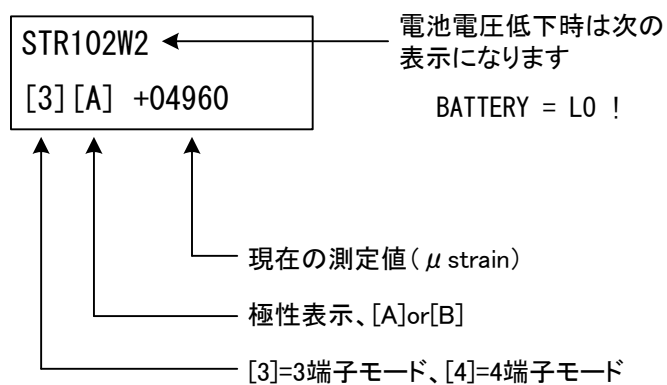 STR102W2
[3][A] +04960
電池電圧低下時は次の
表示になります
BATTERY = LO !
現在の測定値(μstrain)
極性表示、[A]or[B]
[3]=3端子モード、[4]=4端子モード